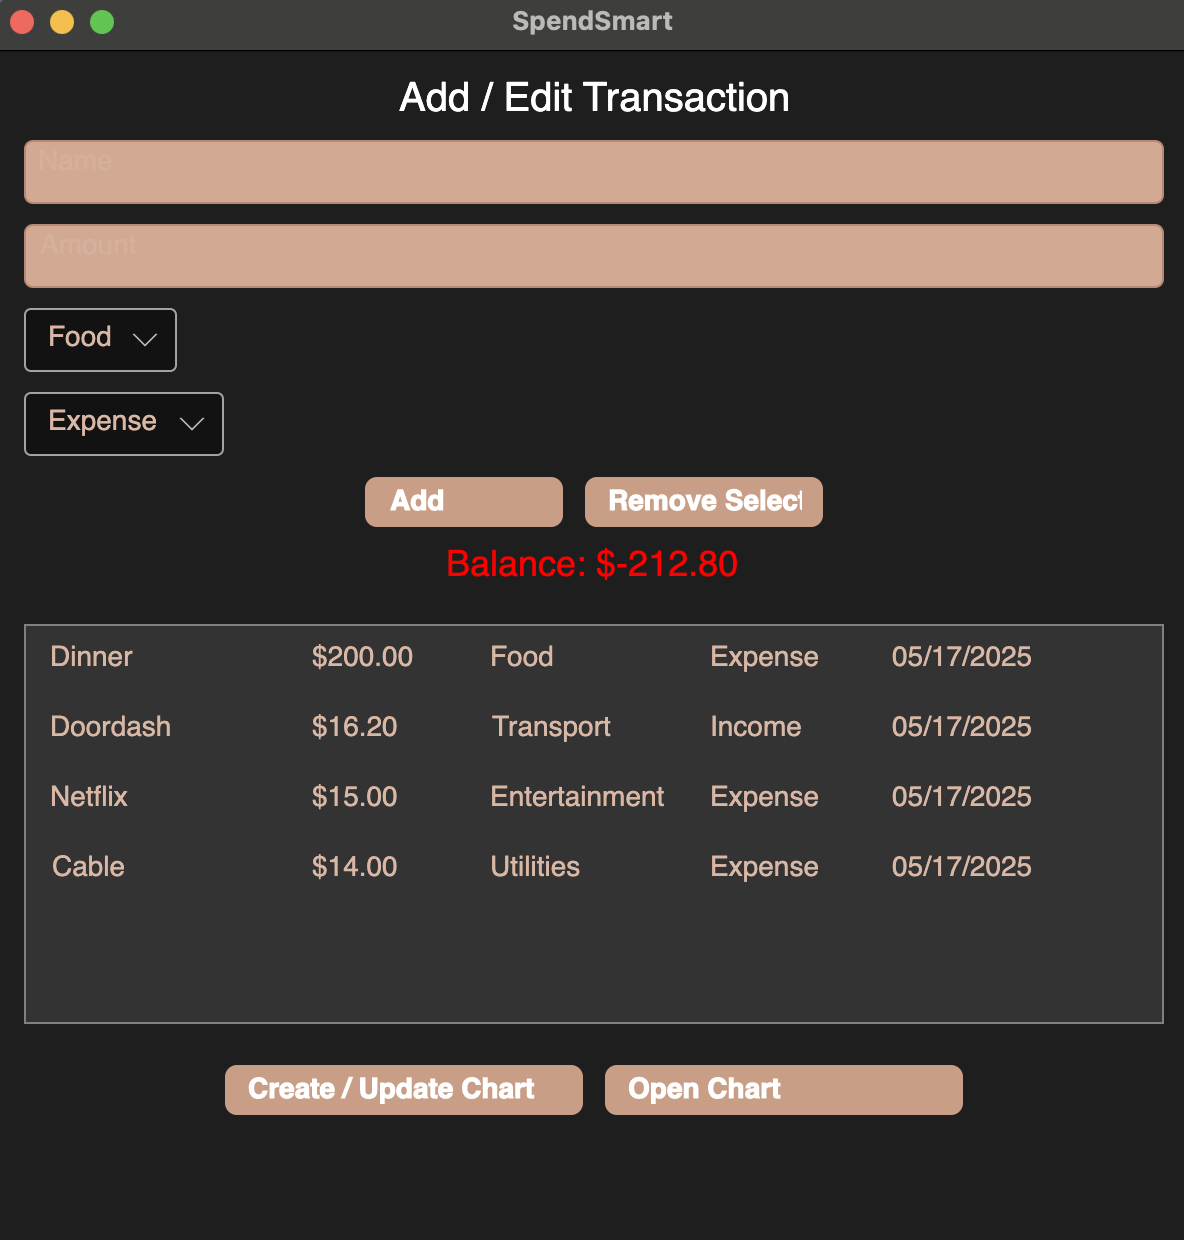 SpendSmart
Add / Edit Transaction
Name
Amount
Food
Expense
Add Remove Select
Balance: $-212.80
Dinner $200.00 Food Expense 05/17/2025
Doordash $16.20 Transport Income 05/17/2025
Netflix $15.00 Entertainment Expense 05/17/2025
Cable $14.00 Utilities Expense 05/17/2025
Create / Update Chart Open Chart